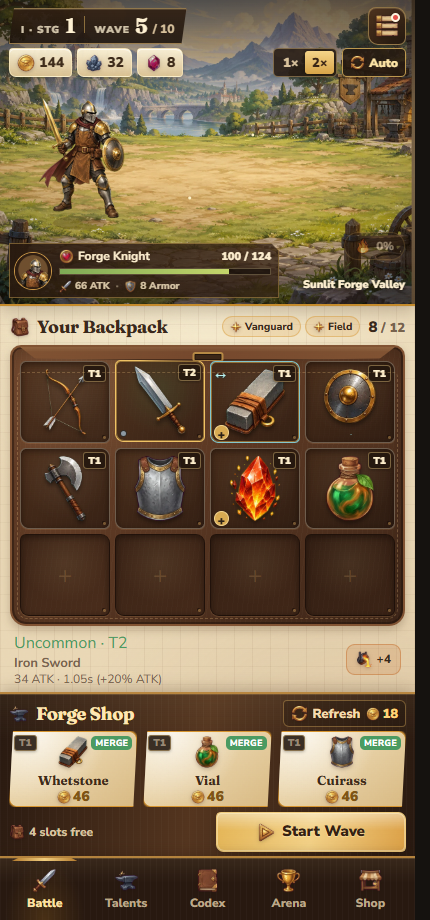 I · STG 1 WAVE 5 / 10
144 32 8 1× 2× Auto
Forge Knight 100 / 124
66 ATK · 8 Armor
0%
Sunlit Forge Valley
Your Backpack Vanguard Field 8 / 12
T1 T2 T1 T1
T1 T1 T1 T1
Uncommon · T2
Iron Sword
34 ATK · 1.05s (+20% ATK)
+4
Forge Shop Refresh 18
T1 MERGE T1 MERGE T1 MERGE
Whetstone Vial Cuirass
46 46 46
4 slots free Start Wave
Battle Talents Codex Arena Shop